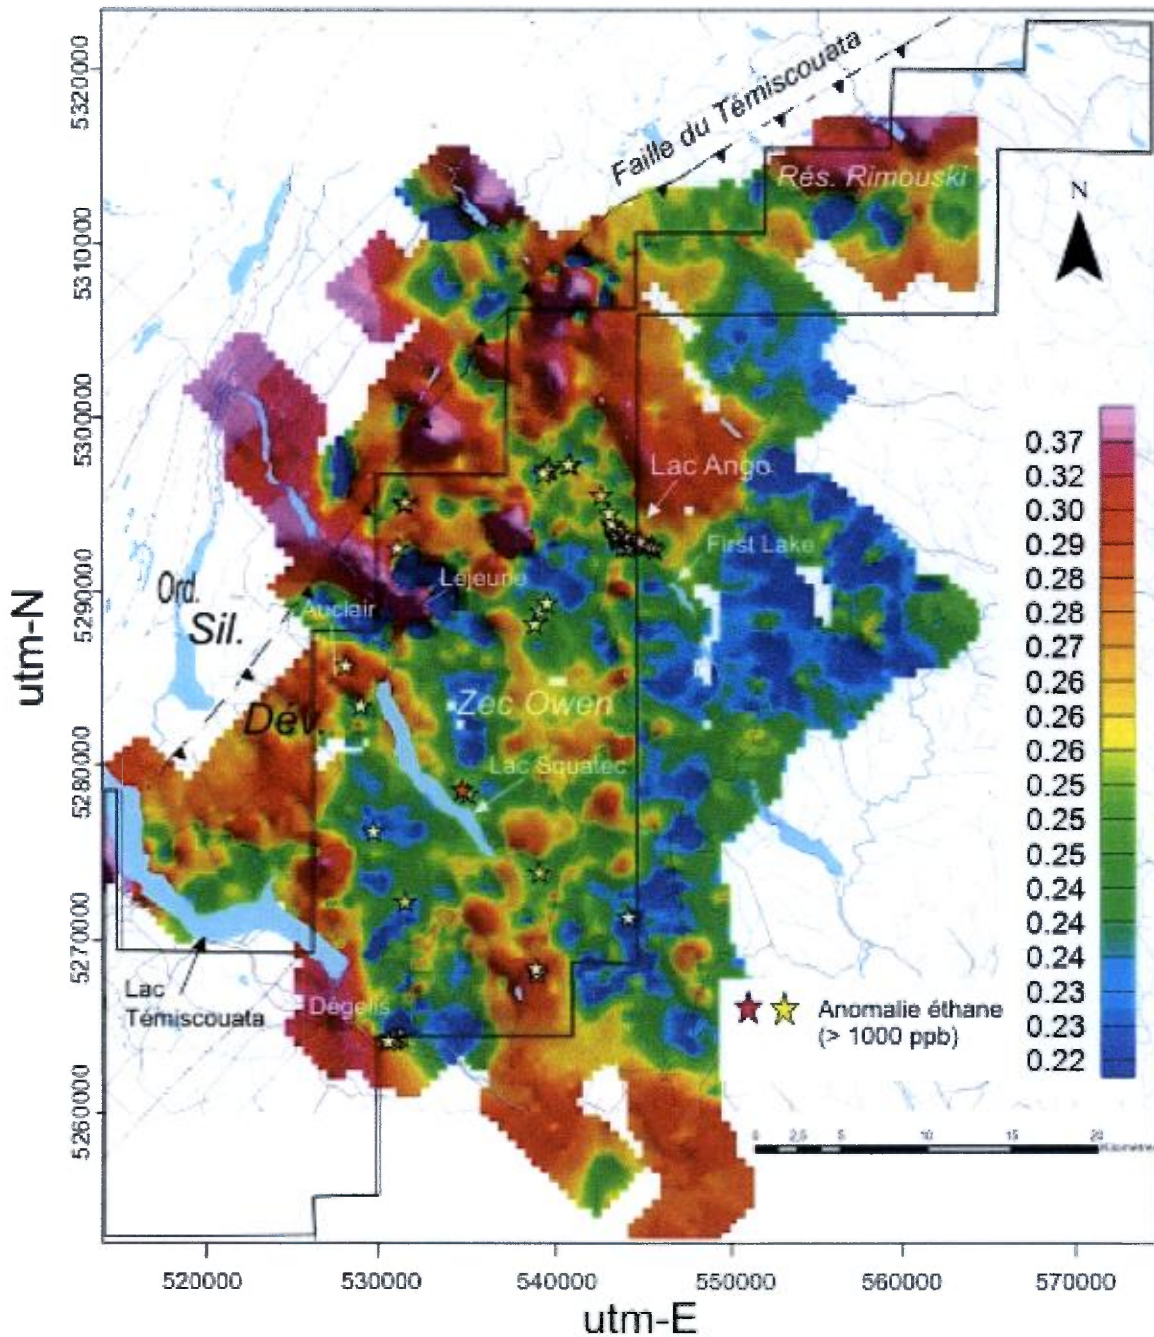 utm-N
5320000
5310000
5300000
5290000
5280000
5270000
5260000
Faille du Témiscouata
Rés. Rimouski
N
Lac Ango
First Lake
Lejeune
Auclair
Ord.
Sil.
Dév.
Zec Owen
Lac Squatec
Lac
Témiscouata
Dégelis
0.37
0.32
0.30
0.29
0.28
0.28
0.27
0.26
0.26
0.26
0.25
0.25
0.25
0.24
0.24
0.24
0.23
0.23
0.22
Anomalie éthane
(> 1000 ppb)
0 2,5 5 10 15 20
Kilomètres
520000 530000 540000 550000 560000 570000
utm-E